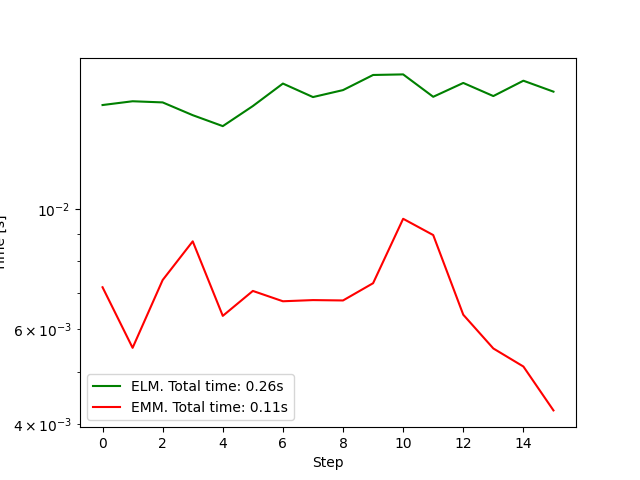 Time [s]
10⁻²
6 × 10⁻³
4 × 10⁻³
ELM. Total time: 0.26s
EMM. Total time: 0.11s
0 2 4 6 8 10 12 14
Step